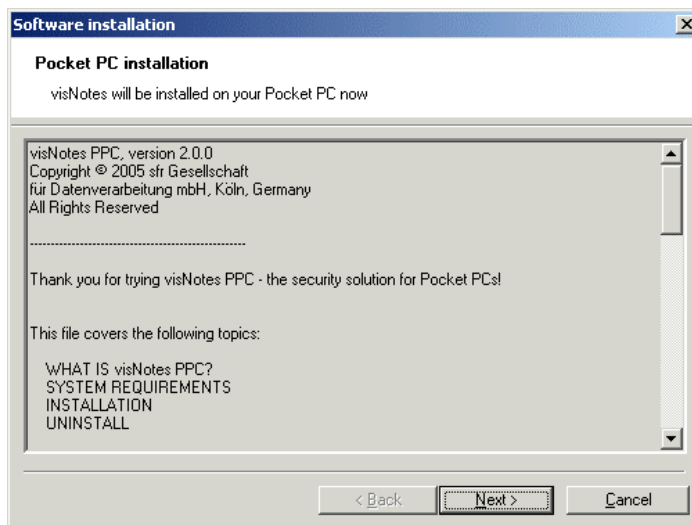 Software installation
Pocket PC installation
visNotes will be installed on your Pocket PC now
visNotes PPC, version 2.0.0
Copyright © 2005 sfr Gesellschaft
für Datenverarbeitung mbH, Köln, Germany
All Rights Reserved
----------------------------------------------------
Thank you for trying visNotes PPC - the security solution for Pocket PCs!
This file covers the following topics:
WHAT IS visNotes PPC?
SYSTEM REQUIREMENTS
INSTALLATION
UNINSTALL
< Back
Next >
Cancel